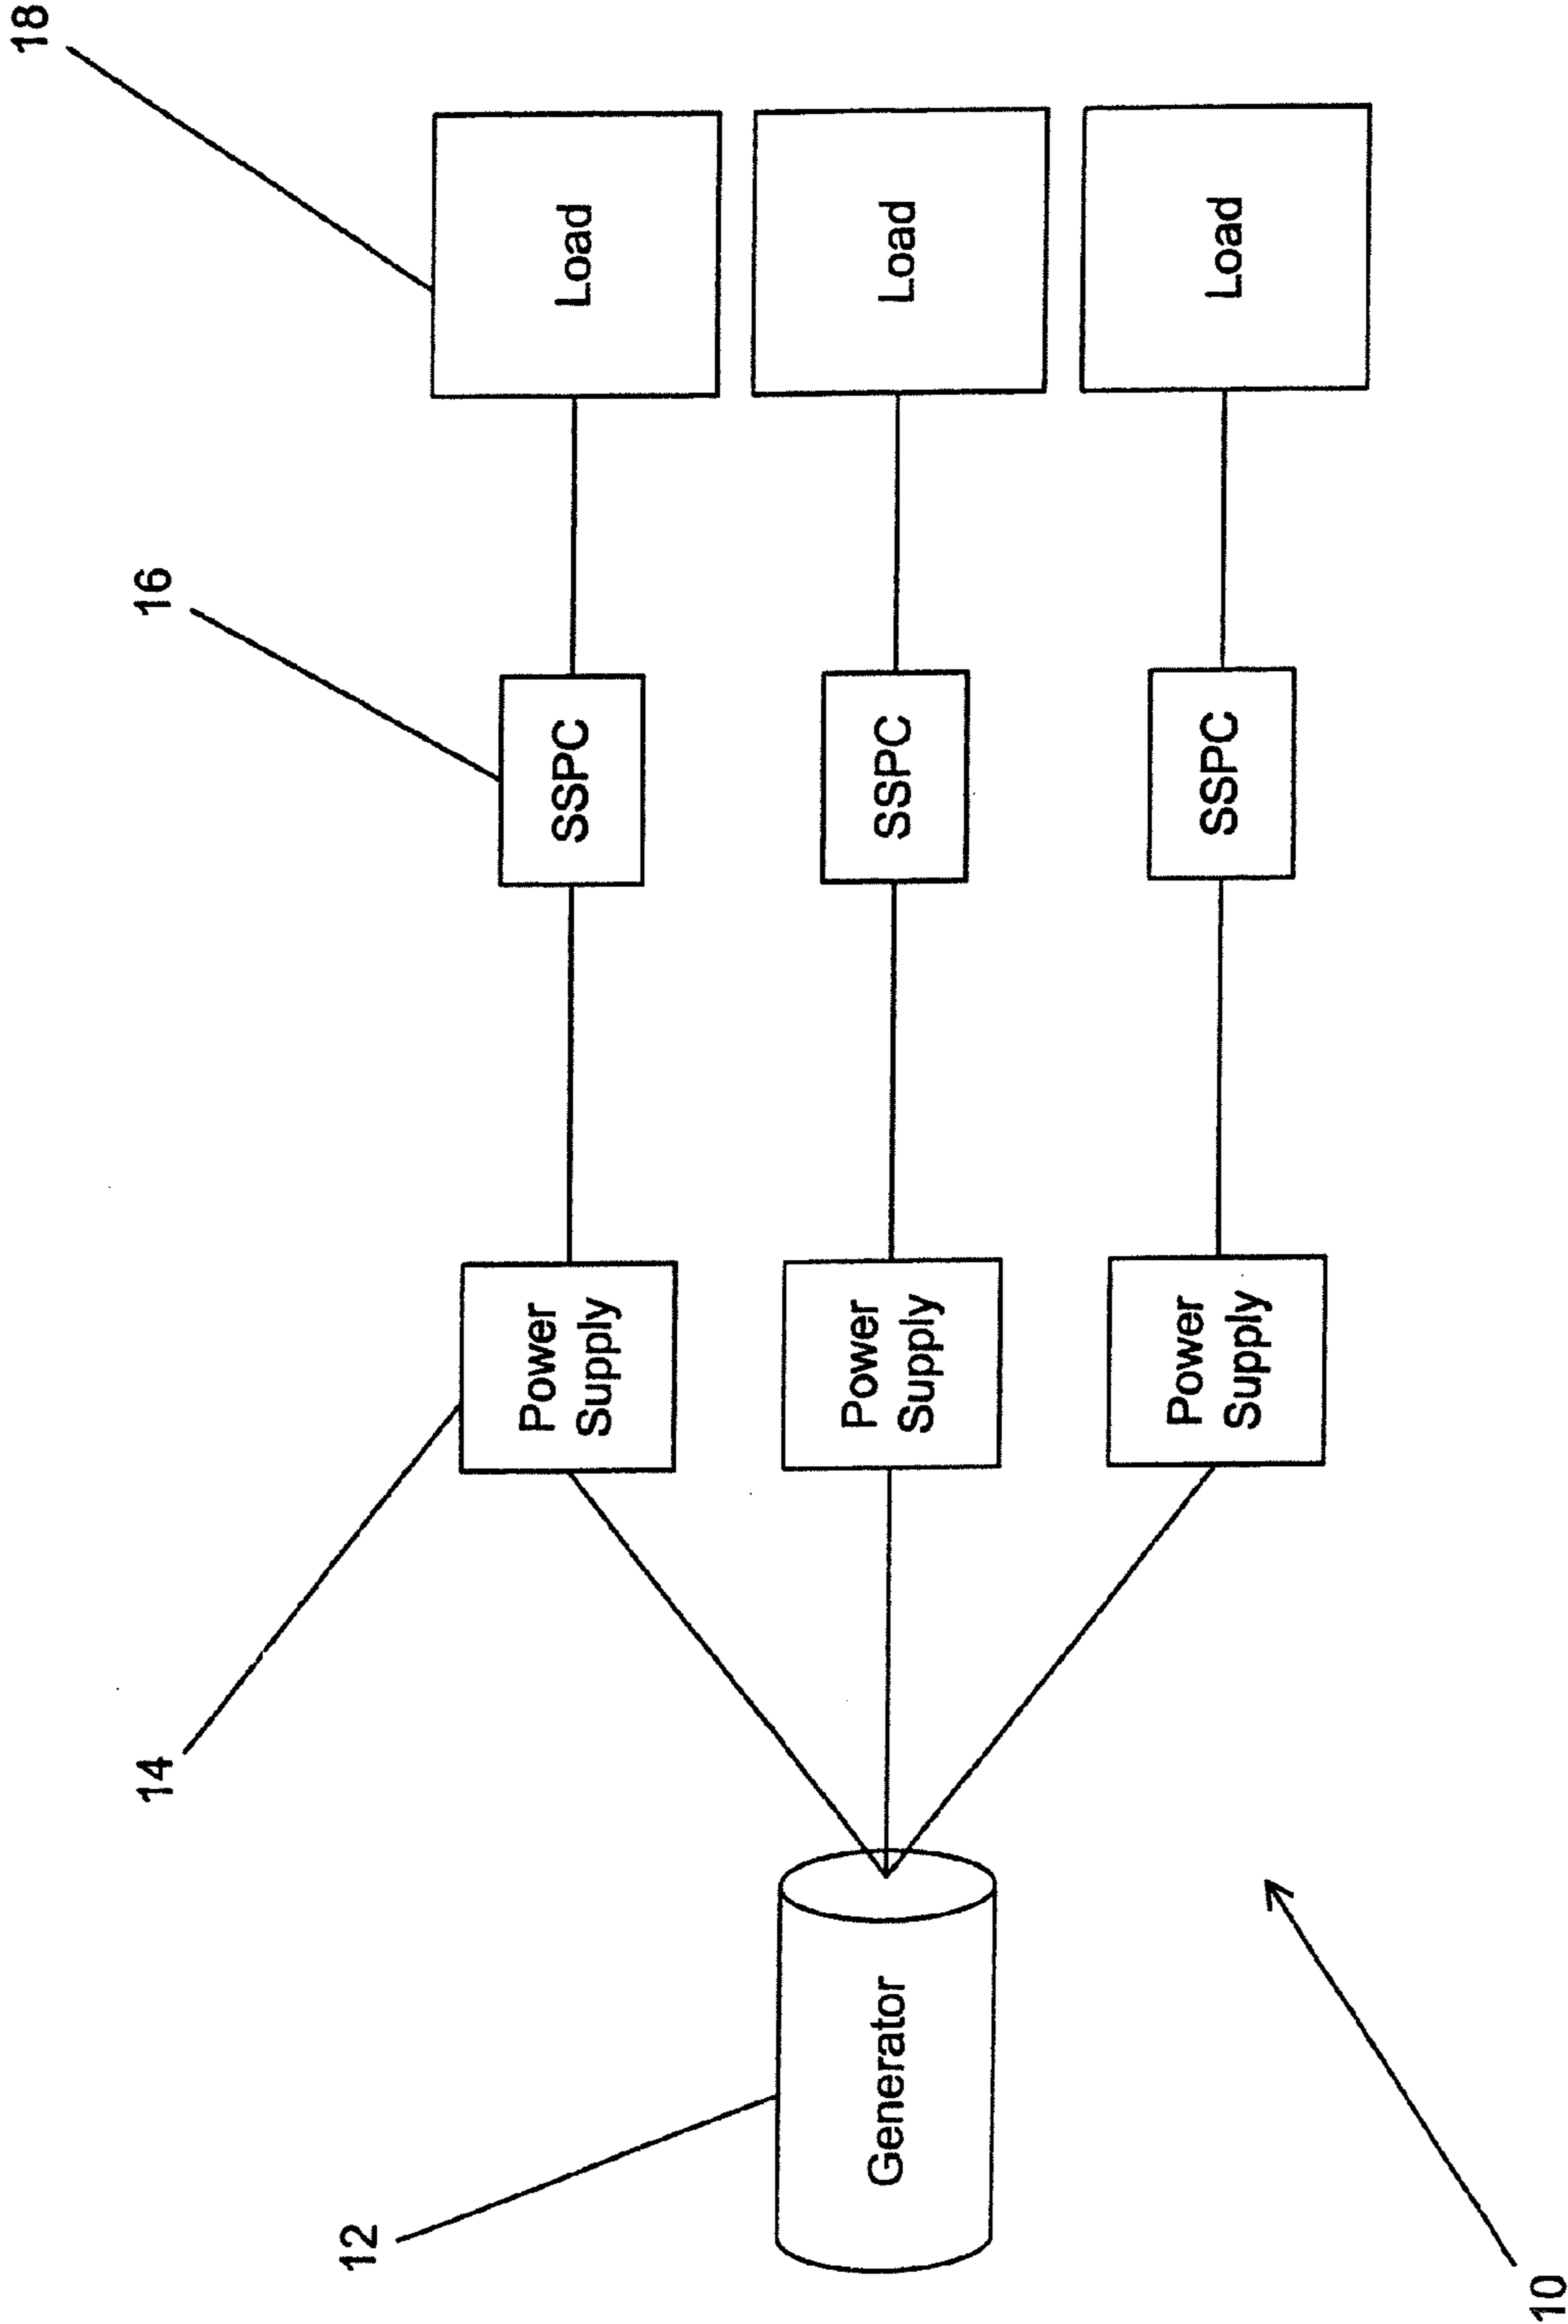 18
16
14
12
10
Load
Load
Load
SSPC
SSPC
SSPC
Power
Supply
Power
Supply
Power
Supply
Generator